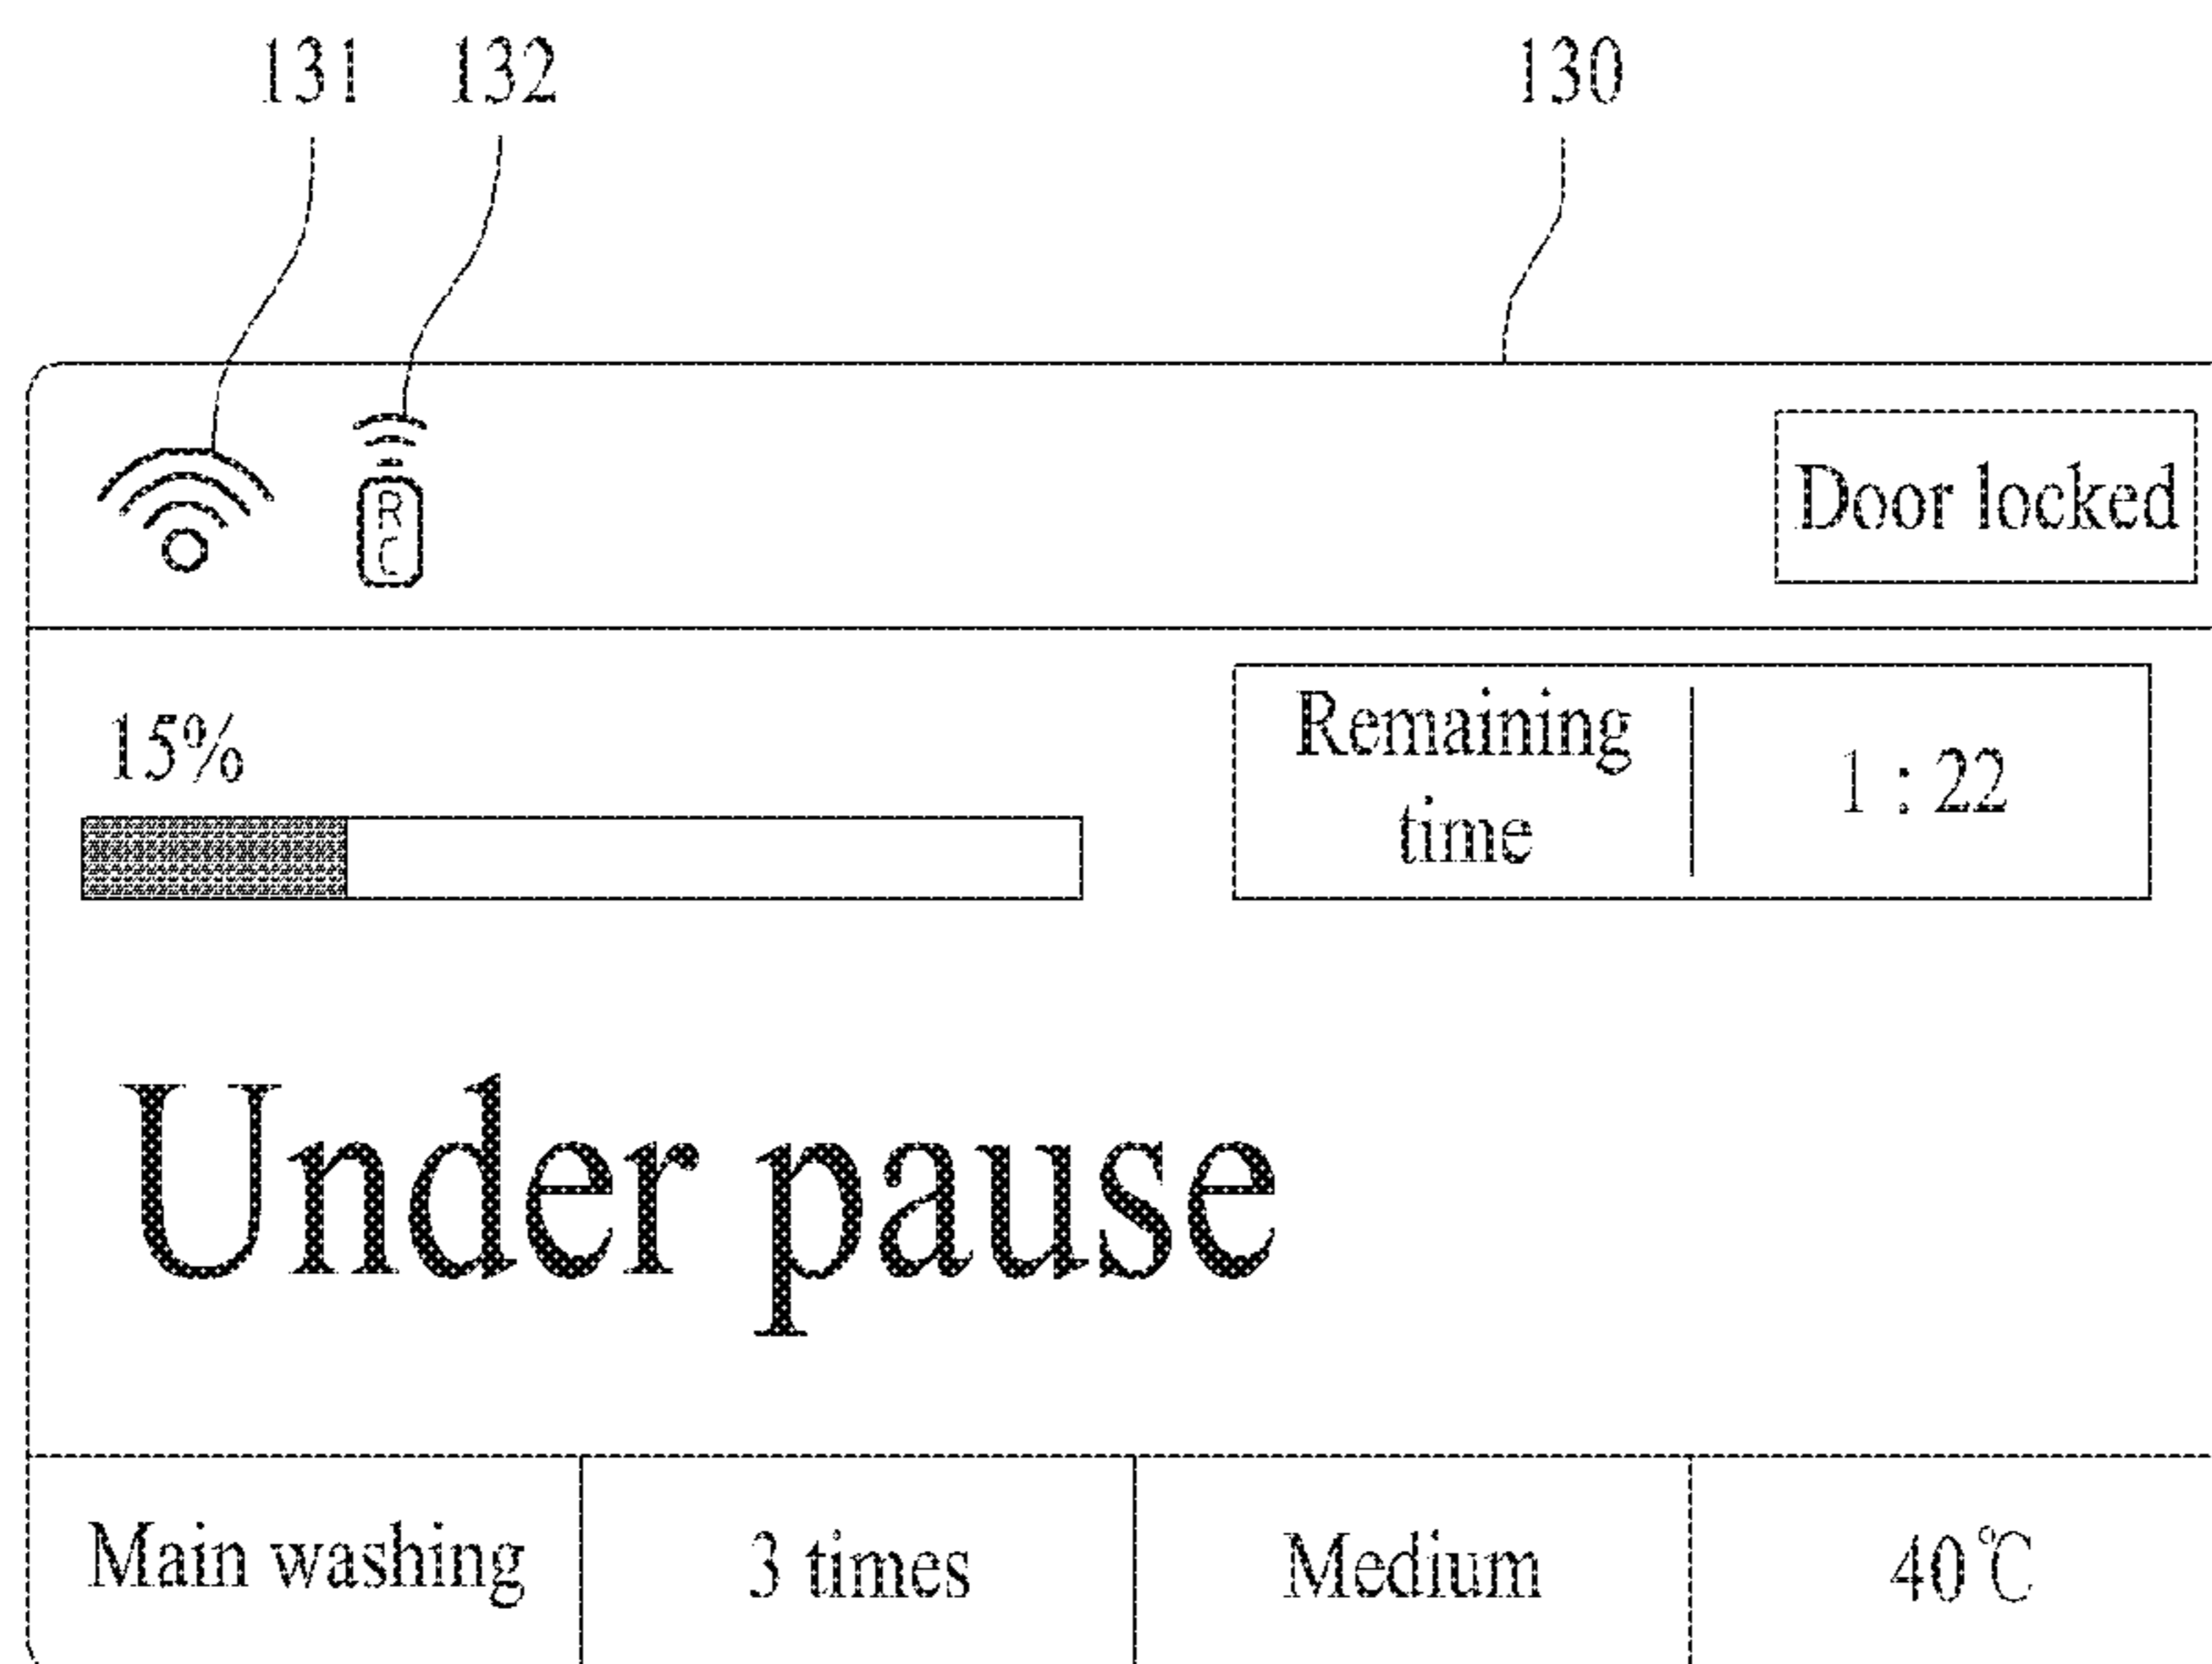 131 132 130
R
C
Door locked
15%
Remaining
time
1 : 22
Under pause
Main washing 3 times Medium 40℃